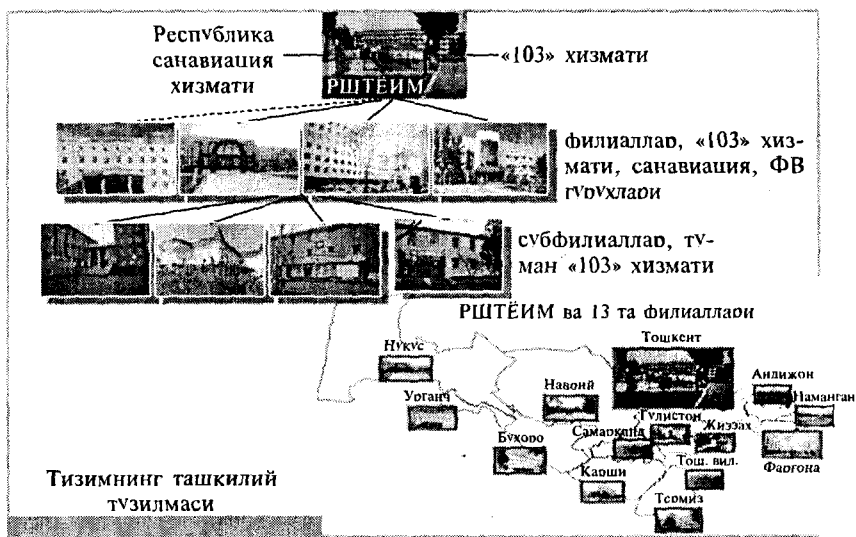 Республика
санавиация
хизмати
«103» хизмати
РШТЁИМ
филиаллар, «103» хиз-
мати, санавиация, ФВ
гурухлари
субфилиаллар, ту-
ман «103» хизмати
РШТЁИМ ва 13 та филиаллари
Тошкент
Нукус
Андижон
Наманган
Навоий
Урганч
Гулистон
Самарканд
Жиззах
Бухоро
Фаргона
Карши
Тош. вил.
Термиз
Тизимнинг ташкилий
тузилмаси